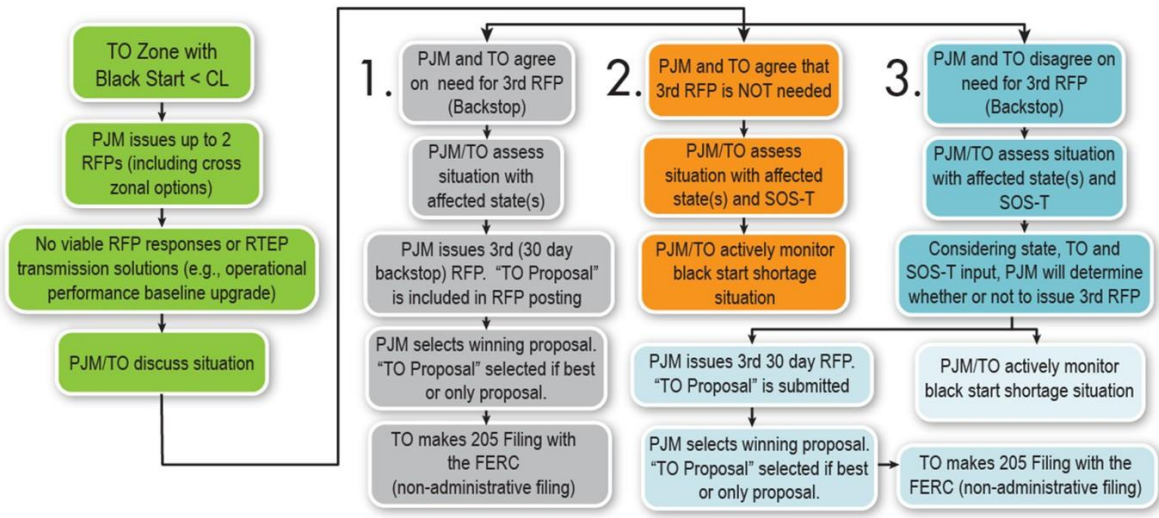 TO Zone with
Black Start < CL
PJM issues up to 2
RFPs (including cross
zonal options)
No viable RFP responses or RTEP
transmission solutions (e.g., operational
performance baseline upgrade)
PJM/TO discuss situation
1.
PJM and TO agree
on need for 3rd RFP
(Backstop)
PJM/TO assess
situation with
affected state(s)
PJM issues 3rd (30 day
backstop) RFP. “TO Proposal”
is included in RFP posting
PJM selects winning proposal.
“TO Proposal” selected if best
or only proposal.
TO makes 205 Filing with
the FERC
(non-administrative filing)
2.
PJM and TO agree that
3rd RFP is NOT needed
PJM/TO assess
situation with affected
state(s) and SOS-T
PJM/TO actively monitor
black start shortage
situation
3.
PJM and TO disagree on
need for 3rd RFP
(Backstop)
PJM/TO assess situation
with affected state(s) and
SOS-T
Considering state, TO and
SOS-T input, PJM will determine
whether or not to issue 3rd RFP
PJM issues 3rd 30 day RFP.
“TO Proposal” is submitted
PJM selects winning proposal.
“TO Proposal” selected if best
or only proposal.
TO makes 205 Filing with the
FERC (non-administrative filing)
PJM/TO actively monitor
black start shortage situation